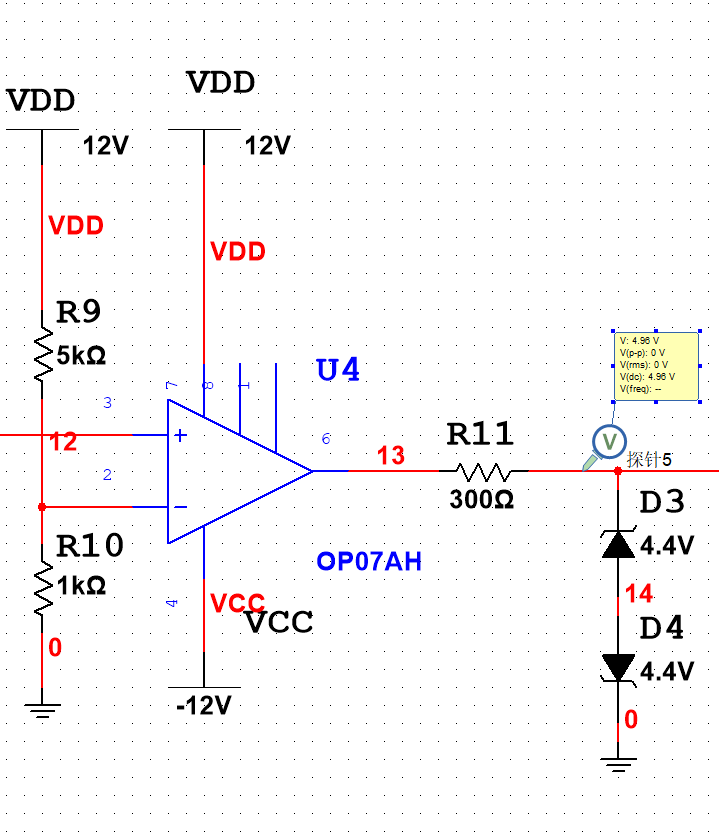 VDD
VDD
12V
12V
VDD
VDD
R9
5kΩ
U4
V: 4.96 V
V(p-p): 0 V
V(rms): 0 V
V(dc): 4.96 V
V(freq): --
7
8
1
3
12
6
13
R11
300Ω
V
探针5
2
D3
4.4V
R10
1kΩ
OP07AH
4
VCC
VCC
14
D4
4.4V
0
-12V
0